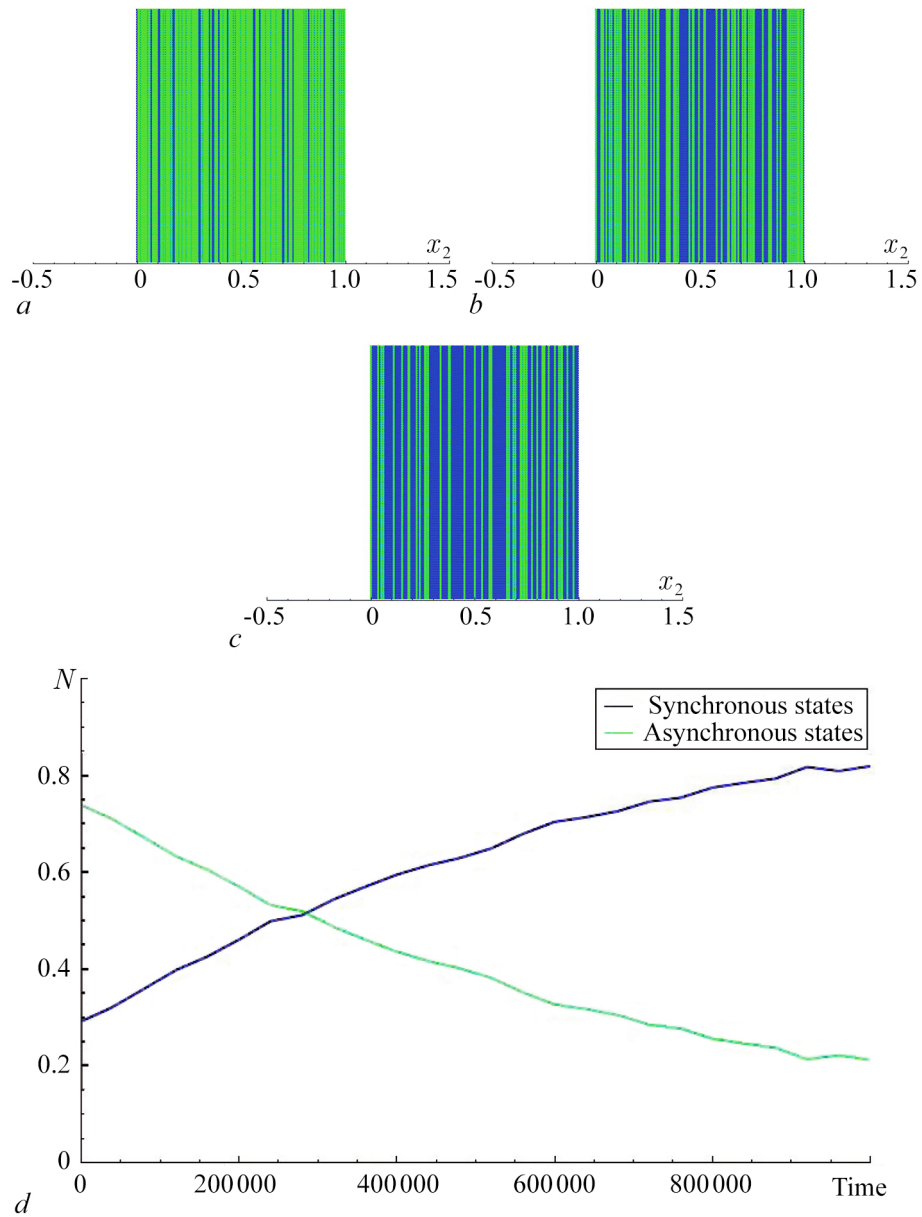 x2 x2
-0.5 0 0.5 1.0 1.5 -0.5 0 0.5 1.0 1.5
a b
x2
-0.5 0 0.5 1.0 1.5
c
N
Synchronous states
Asynchronous states
0.8
0.6
0.4
0.2
0
0 200 000 400 000 600 000 800 000 Time
d